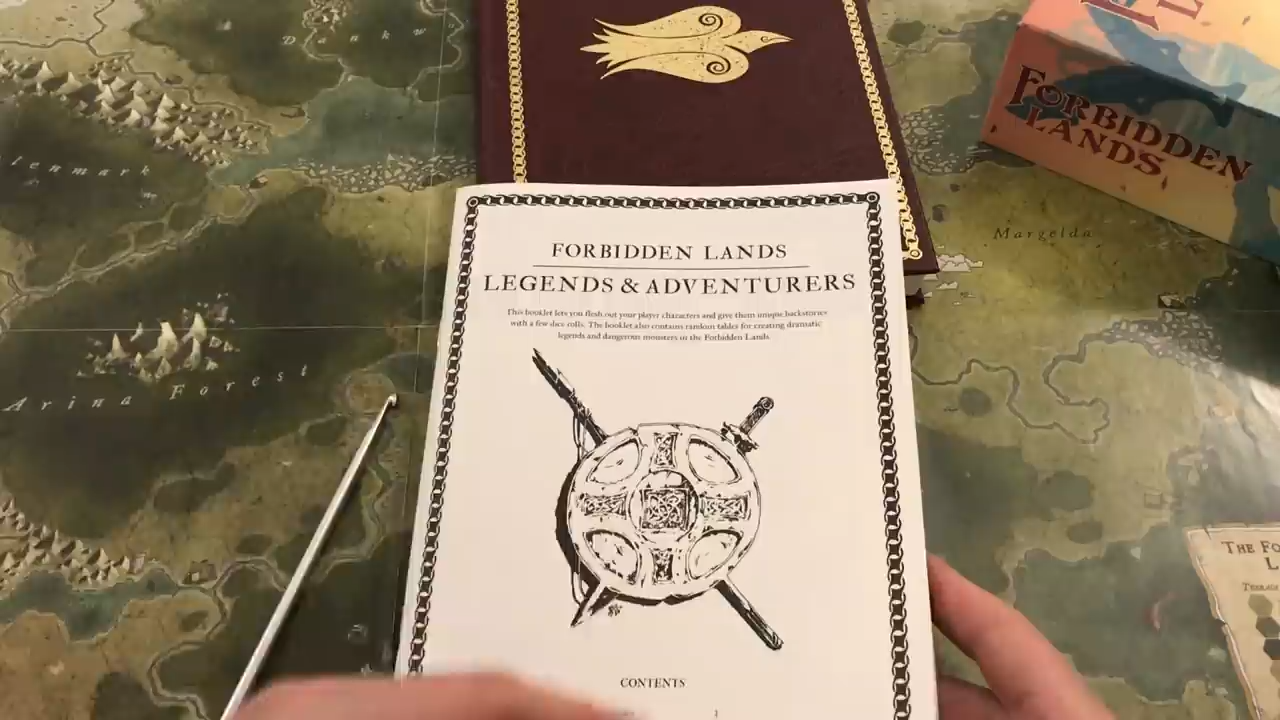 Dankw
lenmark
FORBIDDEN
LANDS
Margelda
FORBIDDEN LANDS
LEGENDS & ADVENTURERS
This booklet lets you flesh out your player characters and give them unique backstories
with a few dice rolls. The booklet also contains random tables for creating dramatic
legends and dangerous monsters in the Forbidden Lands.
Arina Forest
THE FO
L
CONTENTS